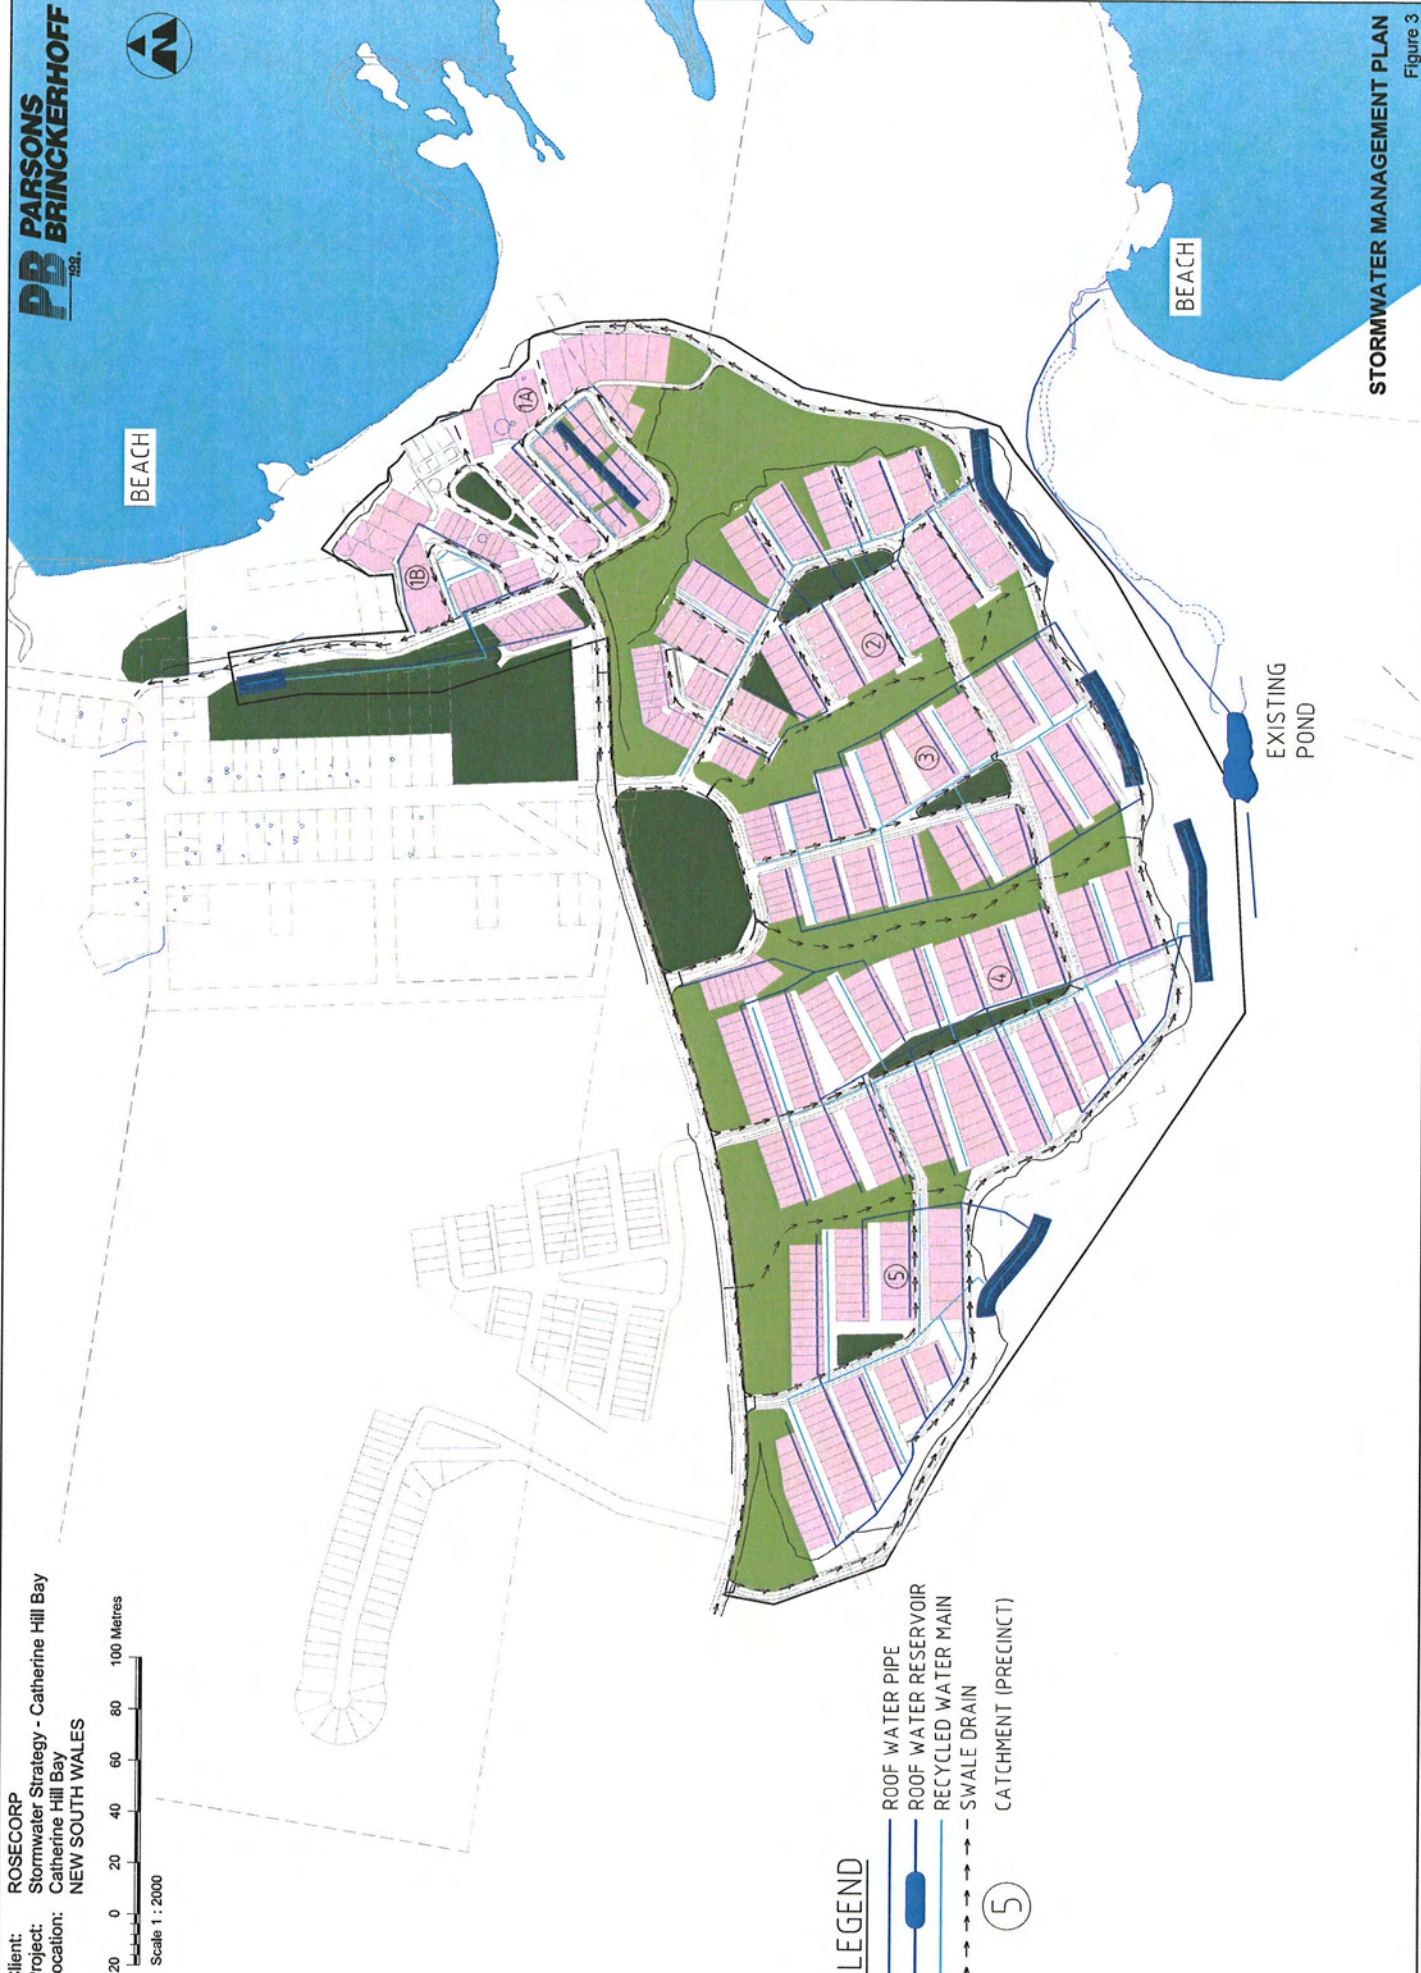 Client: ROSECORP
Project: Stormwater Strategy - Catherine Hill Bay
Location: Catherine Hill Bay
NEW SOUTH WALES
20 0 20 40 60 80 100 Metres
Scale 1 : 2000
PB PARSONS
BRINCKERHOFF
100
YEARS
N
BEACH
1A
1B
2
3
4
5
BEACH
EXISTING
POND
LEGEND
ROOF WATER PIPE
ROOF WATER RESERVOIR
RECYCLED WATER MAIN
SWALE DRAIN
5 CATCHMENT (PRECINCT)
STORMWATER MANAGEMENT PLAN
Figure 3